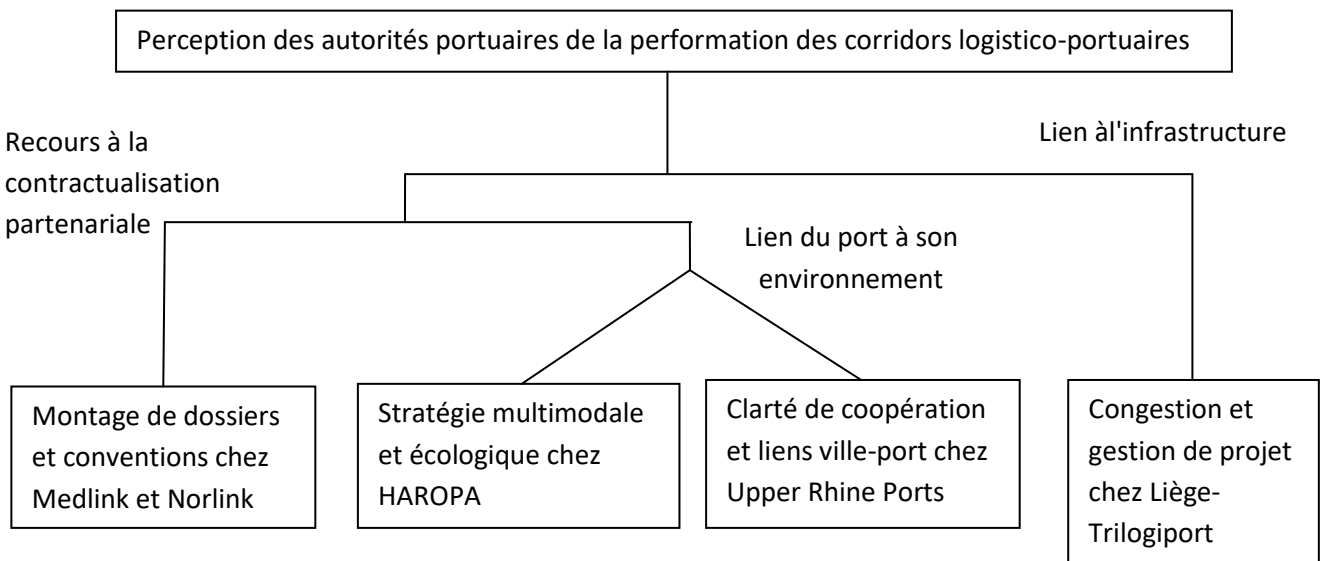 Perception des autorités portuaires de la performation des corridors logistico-portuaires
Recours à la
contractualisation
partenariale
Lien àl'infrastructure
Lien du port à son
environnement
Montage de dossiers
et conventions chez
Medlink et Norlink
Stratégie multimodale
et écologique chez
HAROPA
Clarté de coopération
et liens ville-port chez
Upper Rhine Ports
Congestion et
gestion de projet
chez Liège-
Trilogiport